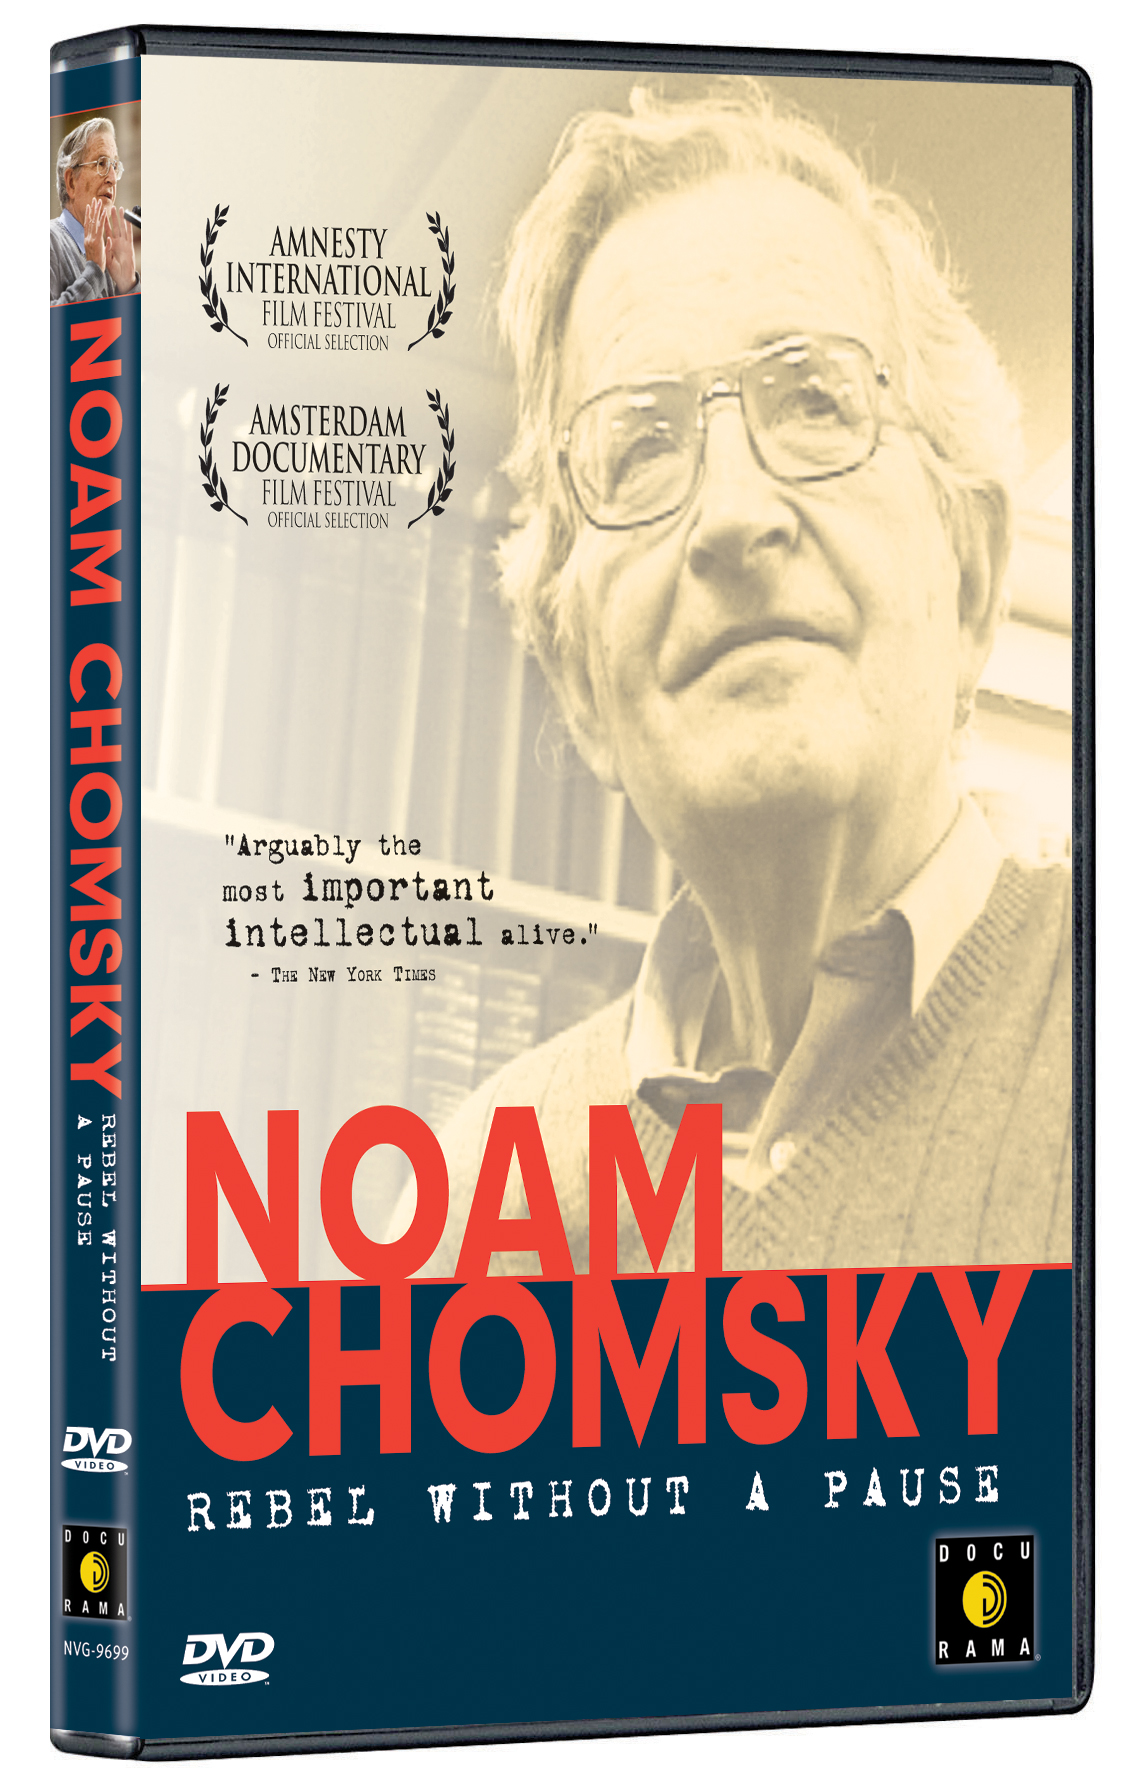 NOAM CHOMSKY
REBEL WITHOUT
A PAUSE
DVD
VIDEO
DOCU
RAMA
NVG-9699
AMNESTY
INTERNATIONAL
FILM FESTIVAL
OFFICIAL SELECTION
AMSTERDAM
DOCUMENTARY
FILM FESTIVAL
OFFICIAL SELECTION
"Arguably the
most important
intellectual alive."
- THE NEW YORK TIMES
NOAM
CHOMSKY
REBEL WITHOUT A PAUSE
DVD
VIDEO
DOCU
RAMA